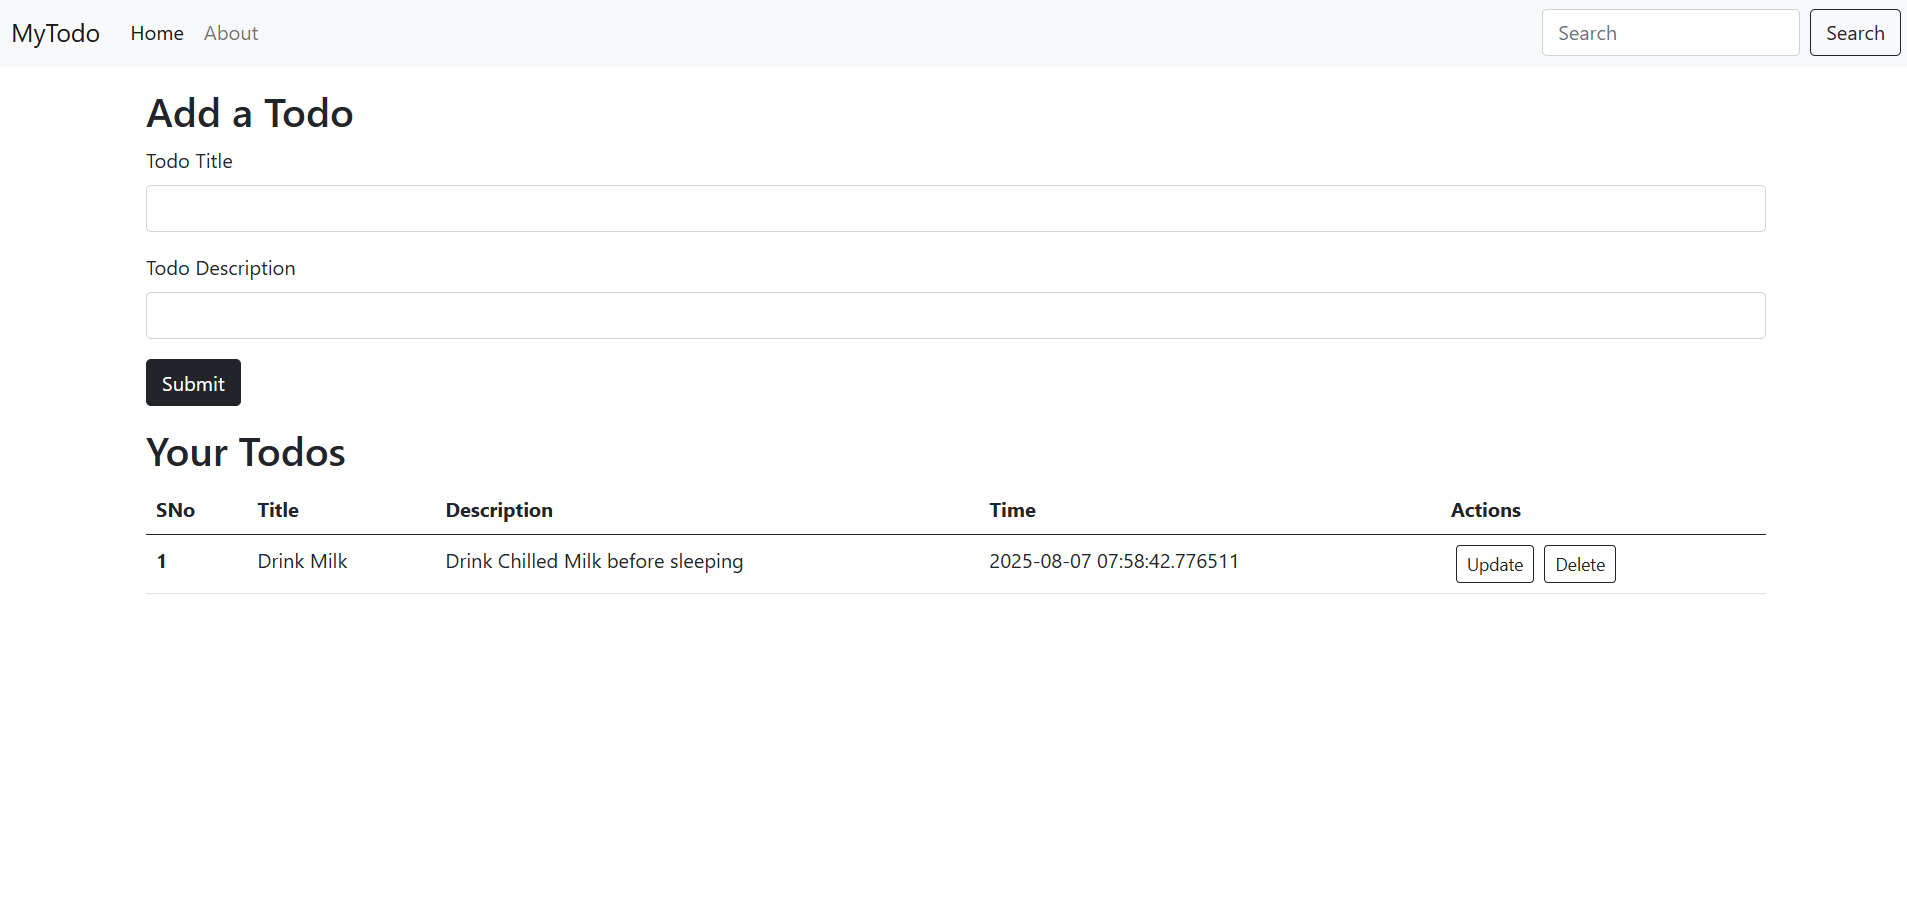 MyTodo Home About Search Search
Add a Todo
Todo Title
Todo Description
Submit
Your Todos
SNo Title Description Time Actions
1 Drink Milk Drink Chilled Milk before sleeping 2025-08-07 07:58:42.776511 Update Delete